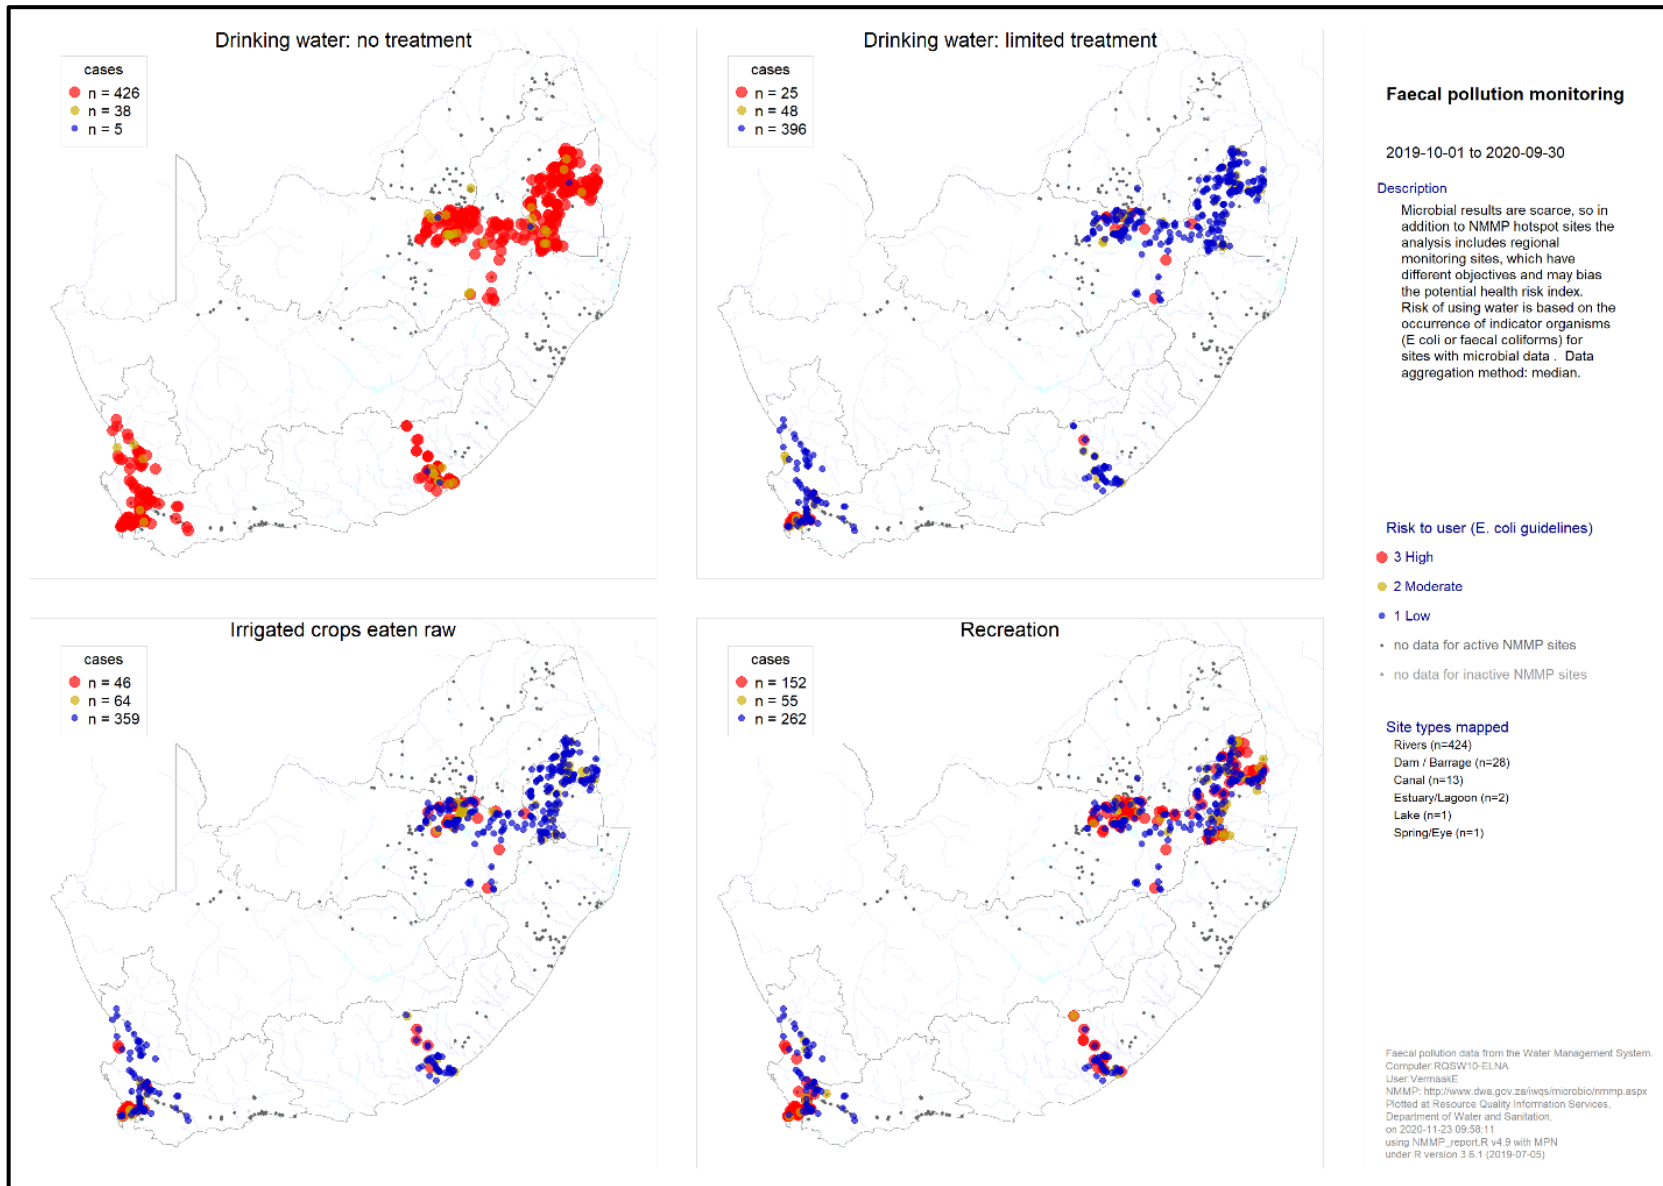 Drinking water: no treatment
cases
n = 426
n = 38
n = 5
Drinking water: limited treatment
cases
n = 25
n = 48
n = 396
Irrigated crops eaten raw
cases
n = 46
n = 64
n = 359
Recreation
cases
n = 152
n = 55
n = 262
Faecal pollution monitoring
2019-10-01 to 2020-09-30
Description
Microbial results are scarce, so in
addition to NMMP hotspot sites the
analysis includes regional
monitoring sites, which have
different objectives and may bias
the potential health risk index.
Risk of using water is based on the
occurrence of indicator organisms
(E coli or faecal coliforms) for
sites with microbial data . Data
aggregation method: median.
Risk to user (E. coli guidelines)
3 High
2 Moderate
1 Low
no data for active NMMP sites
no data for inactive NMMP sites
Site types mapped
Rivers (n=424)
Dam / Barrage (n=28)
Canal (n=13)
Estuary/Lagoon (n=2)
Lake (n=1)
Spring/Eye (n=1)
Faecal pollution data from the Water Management System.
Computer:RQSW10-ELNA
User:VermaakE
NMMP: http://www.dwa.gov.za/iwqs/microbio/nmmp.aspx
Plotted at Resource Quality Information Services,
Department of Water and Sanitation,
on 2020-11-23 09:58:11
using NMMP_report.R v4.9 with MPN
under R version 3.6.1 (2019-07-05)